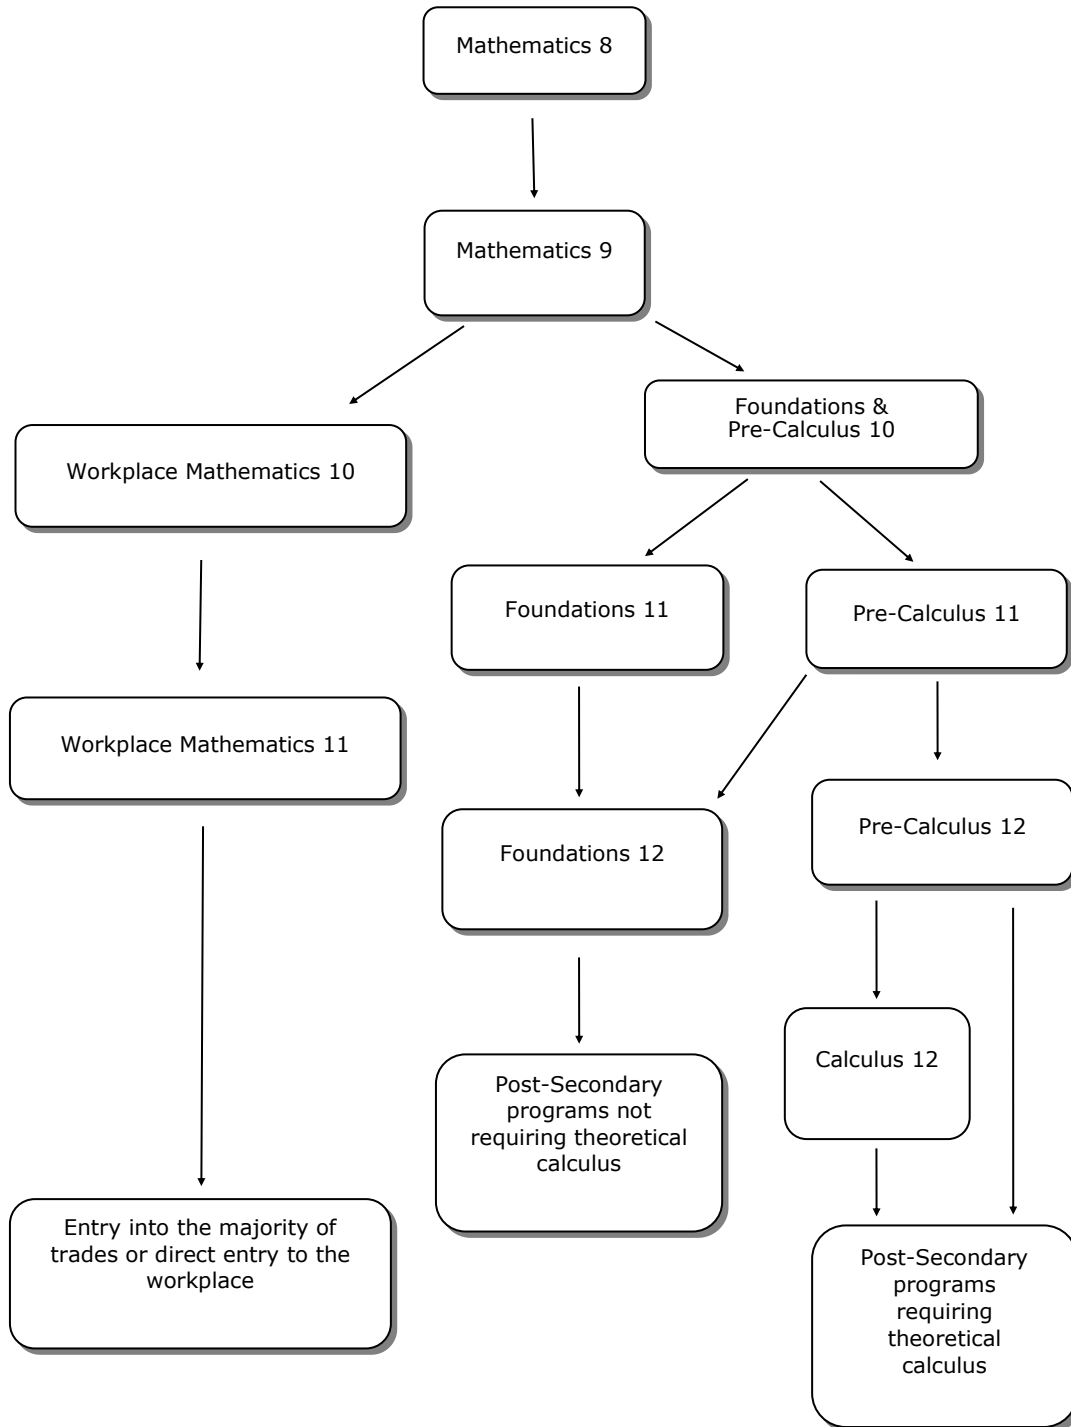 Mathematics 8
Mathematics 9
Foundations &
Pre-Calculus 10
Workplace Mathematics 10
Foundations 11
Pre-Calculus 11
Workplace Mathematics 11
Foundations 12
Pre-Calculus 12
Calculus 12
Post-Secondary
programs not
requiring theoretical
calculus
Entry into the majority of
trades or direct entry to the
workplace
Post-Secondary
programs
requiring
theoretical
calculus